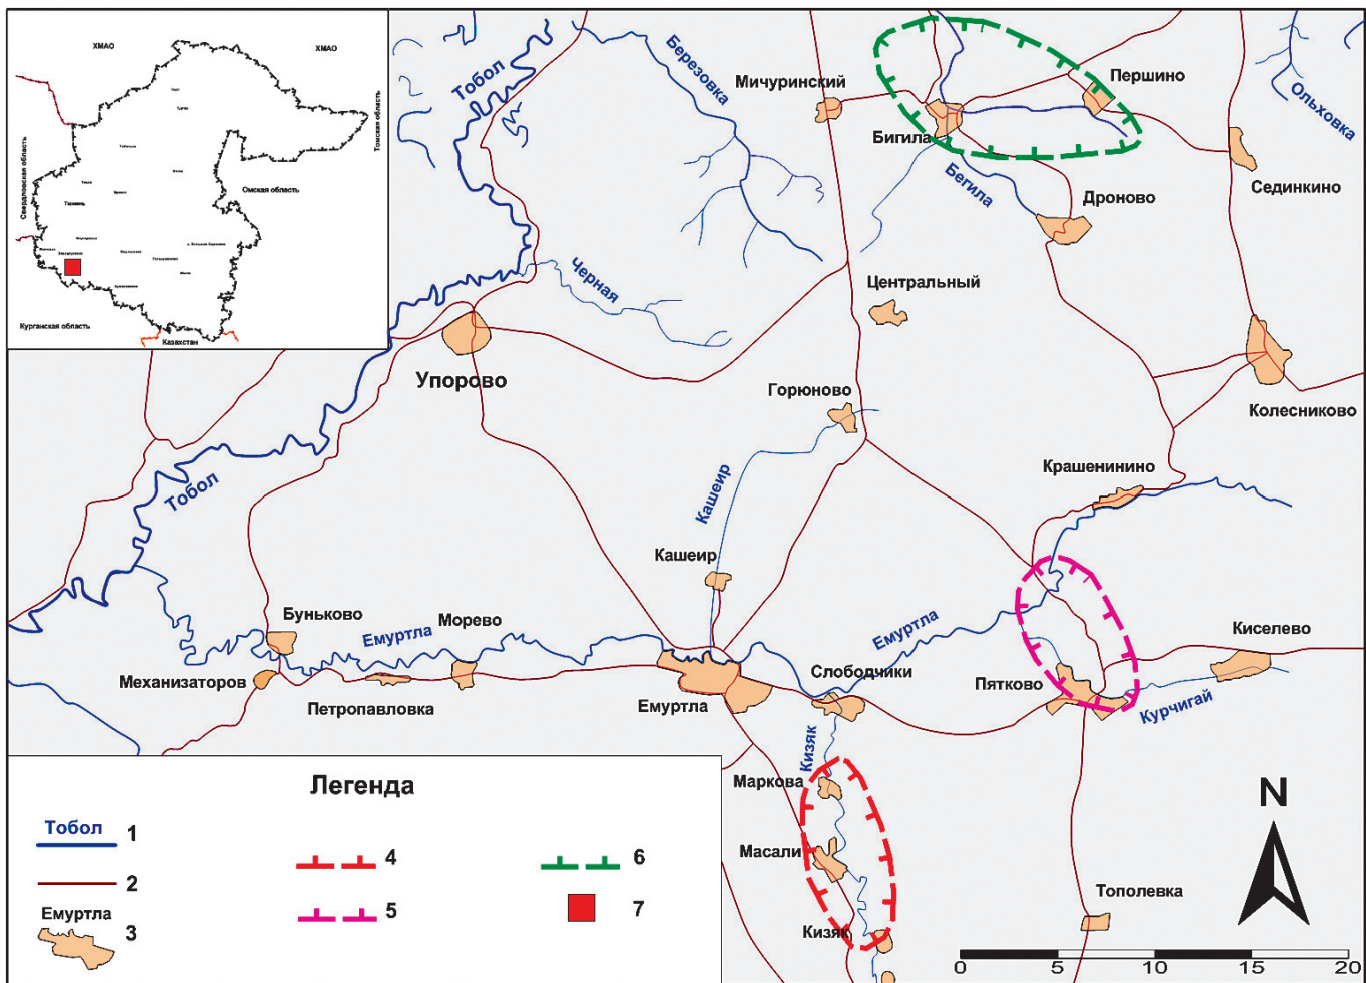 ХМАО
ХМАО
Томская область
Свердловская область
Омская область
Тюмень
Курганская область
Казахстан
Тобол
Березовка
Мичуринский
Першино
Ольховка
Бигила
Бегила
Сединкино
Дроново
Черная
Центральный
Упорово
Горюново
Колесниково
Тобол
Кашеир
Крашенинино
Кашеир
Буньково
Морево
Емуртла
Емуртла
Киселево
Механизаторов
Петропавловка
Емуртла
Слободчики
Пятково
Курчигай
Кизяк
Маркова
Масали
Кизяк
Тополевка
N
0 5 10 15 20
Легенда
Тобол 1
2
Емуртла
3
4
5
6
7